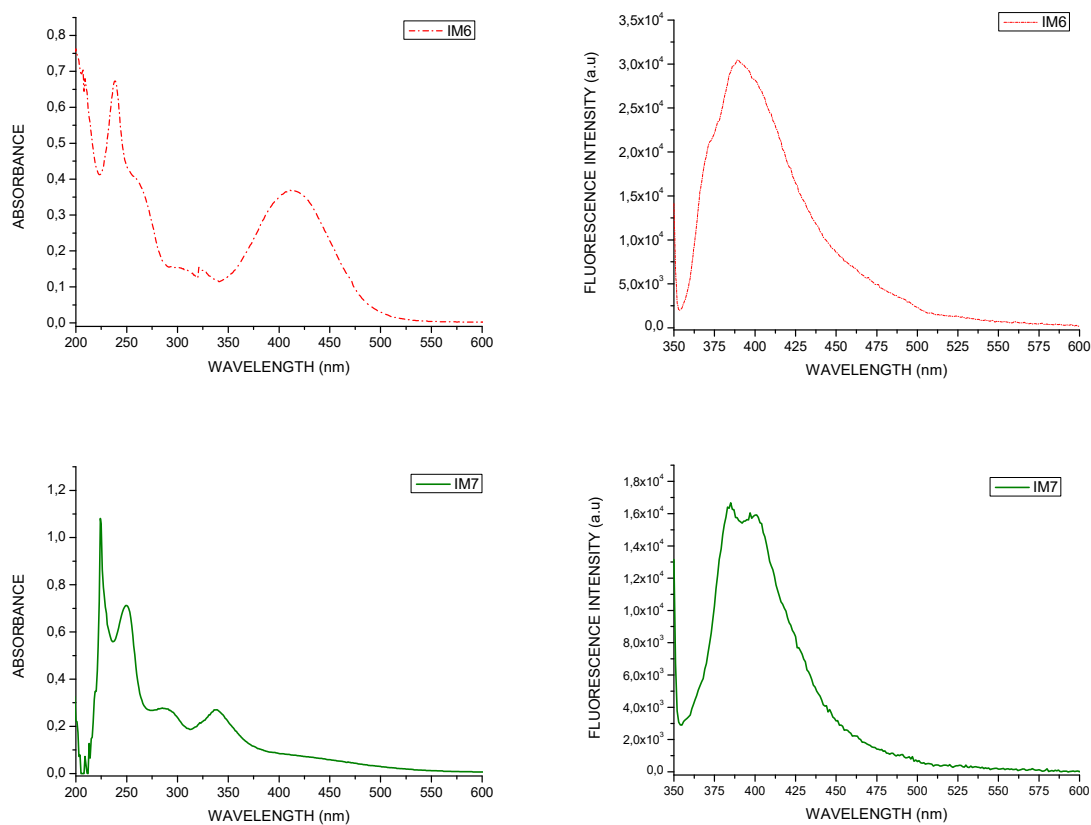 IM6
ABSORBANCE
0,8
0,7
0,6
0,5
0,4
0,3
0,2
0,1
0,0
200 250 300 350 400 450 500 550 600
WAVELENGTH (nm)
IM6
FLUORESCENCE INTENSITY (a.u)
3,5x10⁴
3,0x10⁴
2,5x10⁴
2,0x10⁴
1,5x10⁴
1,0x10⁴
5,0x10³
0,0
350 375 400 425 450 475 500 525 550 575 600
WAVELENGTH (nm)
IM7
ABSORBANCE
1,2
1,0
0,8
0,6
0,4
0,2
0,0
200 250 300 350 400 450 500 550 600
WAVELENGTH (nm)
IM7
FLUORESCENCE INTENSITY (a.u)
1,8x10⁴
1,6x10⁴
1,4x10⁴
1,2x10⁴
1,0x10⁴
8,0x10³
6,0x10³
4,0x10³
2,0x10³
0,0
350 375 400 425 450 475 500 525 550 575 600
WAVELENGTH (nm)